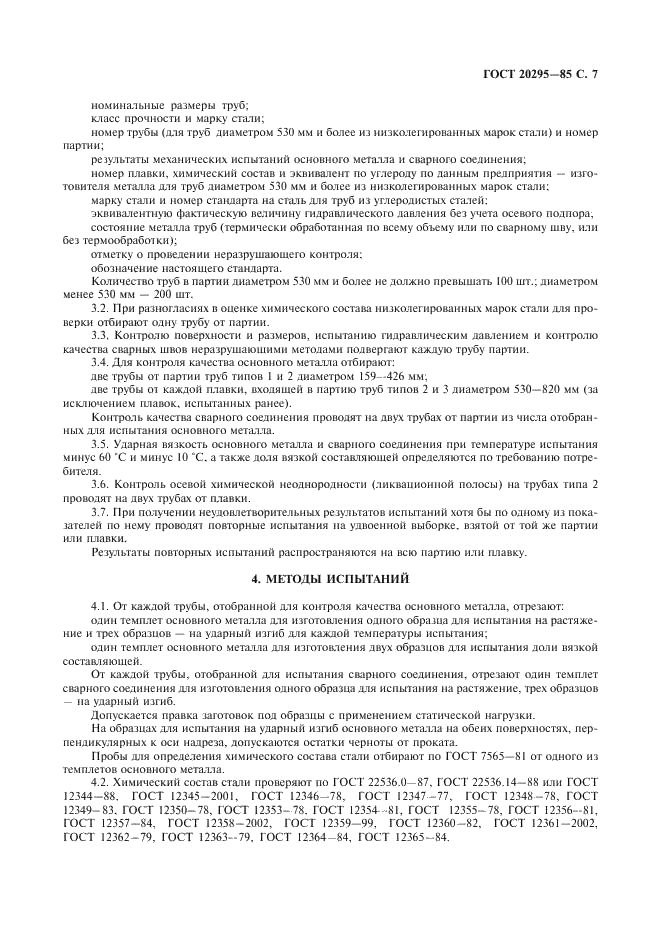 ГОСТ 20295—85 С. 7
номинальные размеры труб;
класс прочности и марку стали;
номер трубы (для труб диаметром 530 мм и более из низколегированных марок стали) и номер
партии;
результаты механических испытаний основного металла и сварного соединения;
номер плавки, химический состав и эквивалент по углероду по данным предприятия — изго-
товителя металла для труб диаметром 530 мм и более из низколегированных марок стали;
марку стали и номер стандарта на сталь для труб из углеродистых сталей;
эквивалентную фактическую величину гидравлического давления без учета осевого подпора;
состояние металла труб (термически обработанная по всему объему или по сварному шву, или
без термообработки);
отметку о проведении неразрушающего контроля;
обозначение настоящего стандарта.
Количество труб в партии диаметром 530 мм и более не должно превышать 100 шт.; диаметром
менее 530 мм — 200 шт.
3.2. При разногласиях в оценке химического состава низколегированных марок стали для про-
верки отбирают одну трубу от партии.
3.3. Контролю поверхности и размеров, испытанию гидравлическим давлением и контролю
качества сварных швов неразрушающими методами подвергают каждую трубу партии.
3.4. Для контроля качества основного металла отбирают:
две трубы от партии труб типов 1 и 2 диаметром 159—426 мм;
две трубы от каждой плавки, входящей в партию труб типов 2 и 3 диаметром 530—820 мм (за
исключением плавок, испытанных ранее).
Контроль качества сварного соединения проводят на двух трубах от партии из числа отобран-
ных для испытания основного металла.
3.5. Ударная вязкость основного металла и сварного соединения при температуре испытания
минус 60 °С и минус 10 °С, а также доля вязкой составляющей определяются по требованию потре-
бителя.
3.6. Контроль осевой химической неоднородности (ликвационной полосы) на трубах типа 2
проводят на двух трубах от плавки.
3.7. При получении неудовлетворительных результатов испытаний хотя бы по одному из пока-
зателей по нему проводят повторные испытания на удвоенной выборке, взятой от той же партии
или плавки.
Результаты повторных испытаний распространяются на всю партию или плавку.
4. МЕТОДЫ ИСПЫТАНИЙ
4.1. От каждой трубы, отобранной для контроля качества основного металла, отрезают:
один темплет основного металла для изготовления одного образца для испытания на растяже-
ние и трех образцов — на ударный изгиб для каждой температуры испытания;
один темплет основного металла для изготовления двух образцов для испытания доли вязкой
составляющей.
От каждой трубы, отобранной для испытания сварного соединения, отрезают один темплет
сварного соединения для изготовления одного образца для испытания на растяжение, трех образцов
— на ударный изгиб.
Допускается правка заготовок под образцы с применением статической нагрузки.
На образцах для испытания на ударный изгиб основного металла на обеих поверхностях, пер-
пендикулярных к оси надреза, допускаются остатки черноты от проката.
Пробы для определения химического состава стали отбирают по ГОСТ 7565—81 от одного из
темплетов основного металла.
4.2. Химический состав стали проверяют по ГОСТ 22536.0—87, ГОСТ 22536.14—88 или ГОСТ
12344—88, ГОСТ 12345—2001, ГОСТ 12346—78, ГОСТ 12347—77, ГОСТ 12348—78, ГОСТ
12349—83, ГОСТ 12350—78, ГОСТ 12353—78, ГОСТ 12354—81, ГОСТ 12355—78, ГОСТ 12356—81,
ГОСТ 12357—84, ГОСТ 12358—2002, ГОСТ 12359—99, ГОСТ 12360—82, ГОСТ 12361—2002,
ГОСТ 12362—79, ГОСТ 12363—79, ГОСТ 12364—84, ГОСТ 12365—84.